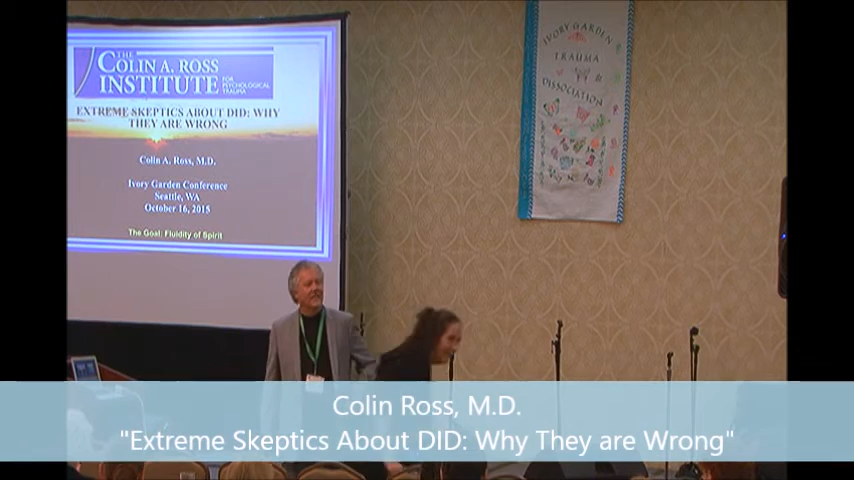 THE
COLIN A. ROSS
INSTITUTE FOR PSYCHOLOGICAL TRAUMA
EXTREME SKEPTICS ABOUT DID: WHY
THEY ARE WRONG
Colin A. Ross, M.D.
Ivory Garden Conference
Seattle, WA
October 16, 2015
The Goal: Fluidity of Spirit
IVORY GARDEN
TRAUMA
DISSOCIATION
Colin Ross, M.D.
"Extreme Skeptics About DID: Why They are Wrong"